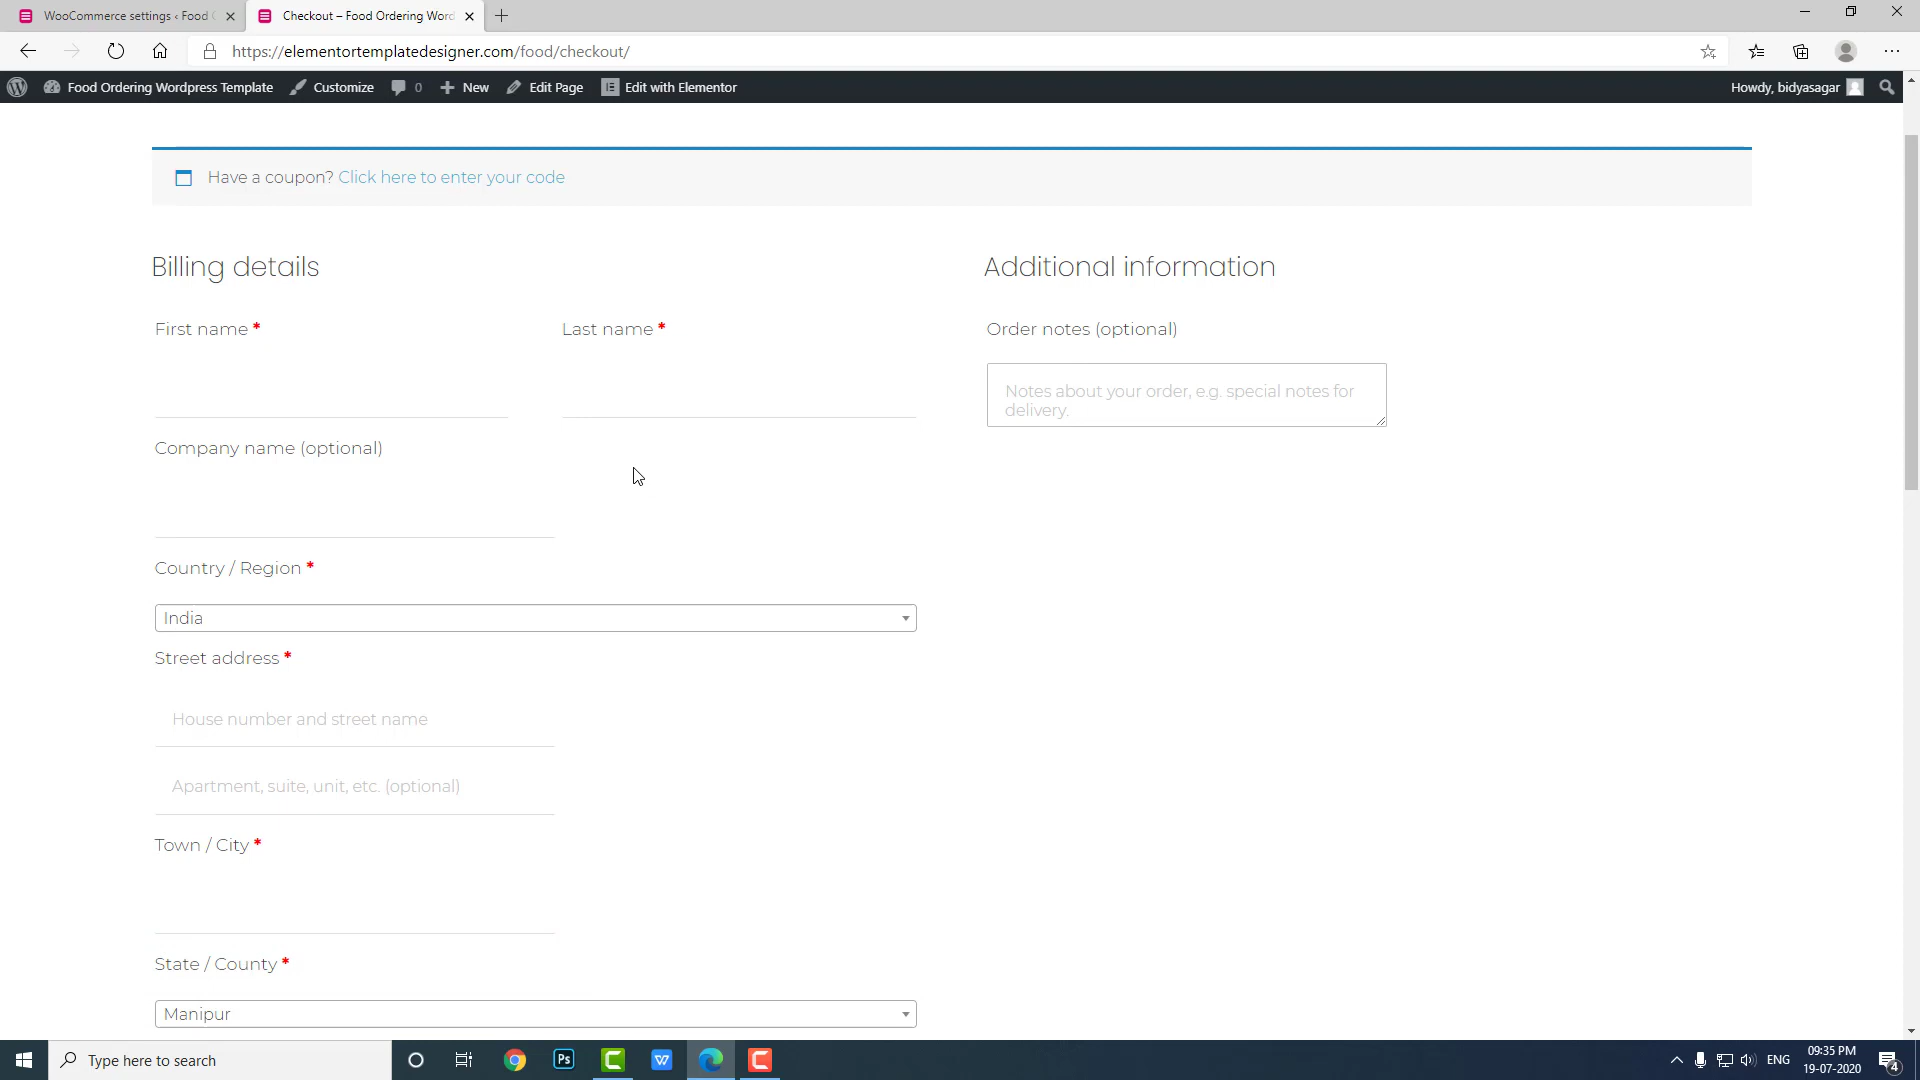 WooCommerce settings ‹ Food
Checkout – Food Ordering Word
https://elementortemplatedesigner.com/food/checkout/
Food Ordering Wordpress Template
Customize
0
New
Edit Page
Edit with Elementor
Howdy, bidyasagar
Have a coupon? Click here to enter your code
Billing details
Additional information
First name *
Last name *
Order notes (optional)
Notes about your order, e.g. special notes for
delivery.
Company name (optional)
Country / Region *
India
Street address *
House number and street name
Apartment, suite, unit, etc. (optional)
Town / City *
State / County *
Manipur
Type here to search
Ps
ENG
09:35 PM
19-07-2020
4